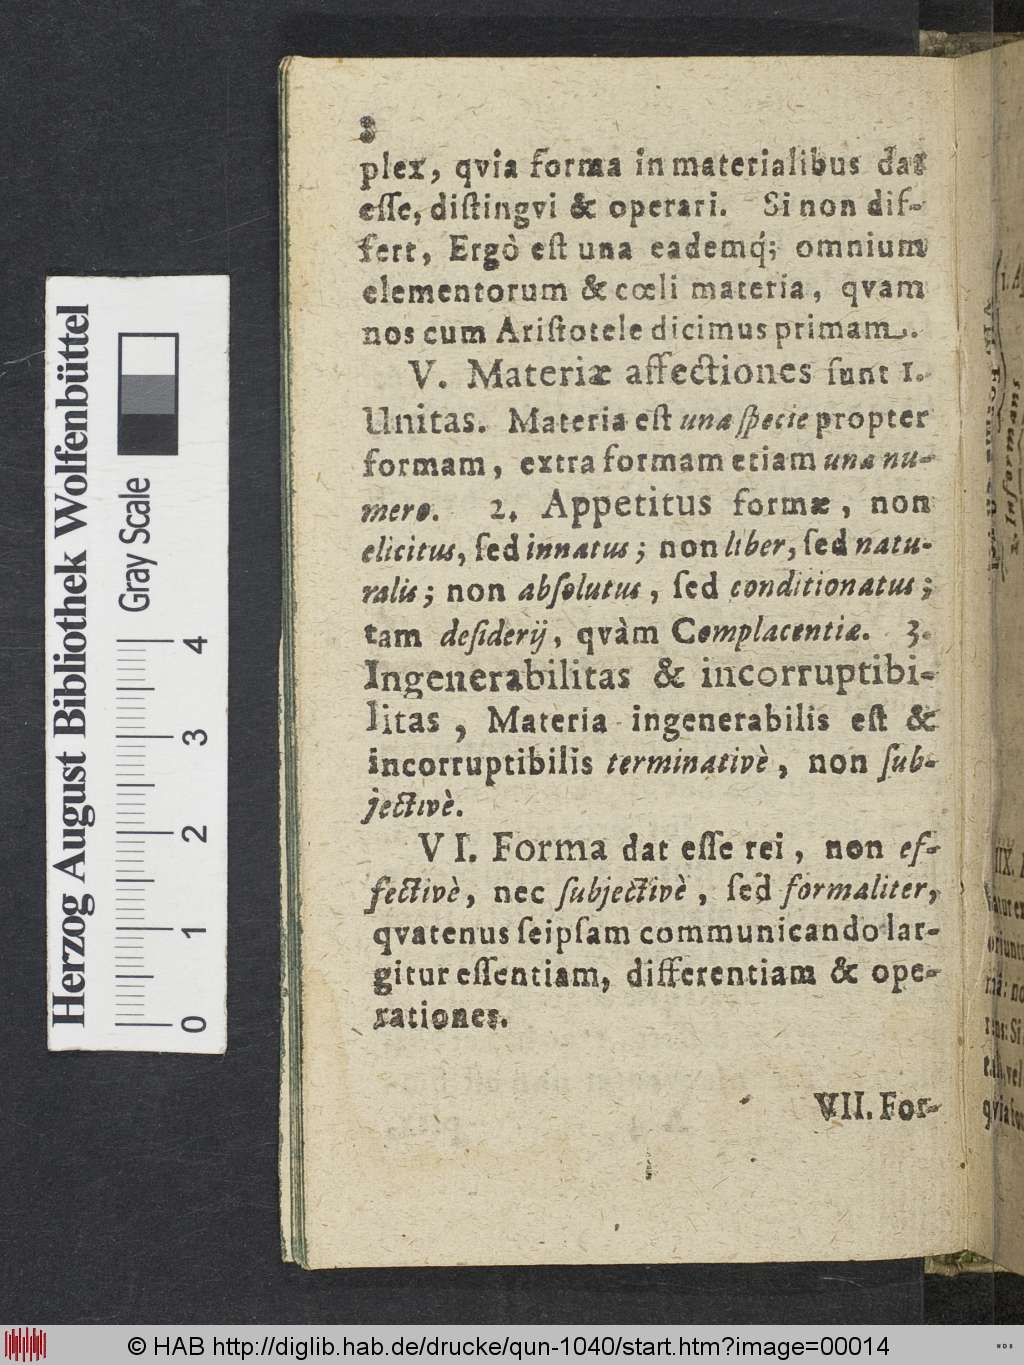 8
plex, qvia forma in materialibus dat
eſſe, diſtingvi & operari. Si non dif-
fert, Ergò eſt una eademq́; omnium
elementorum & cœli materia, qvam
nos cum Ariſtotele dicimus primam.
V. Materiæ affectiones ſunt 1.
Unitas. Materia eſt una ſpecie propter
formam, extra formam etiam una nu-
mero. 2. Appetitus formæ, non
elicitus, ſed innatus; non liber, ſed natu-
ralis; non abſolutus, ſed conditionatus;
tam deſiderij, qvàm Complacentiæ. 3.
Ingenerabilitas & incorruptibi-
litas, Materia ingenerabilis eſt &
incorruptibilis terminativè, non ſub-
jectivè.
VI. Forma dat eſſe rei, non ef-
fectivè, nec ſubjectivè, ſed formaliter,
qvatenus ſeipſam communicando lar-
gitur eſſentiam, differentiam & ope-
rationes.
VII. For-
Herzog August Bibliothek Wolfenbüttel
Gray Scale
0 1 2 3 4
© HAB http://diglib.hab.de/drucke/qun-1040/start.htm?image=00014